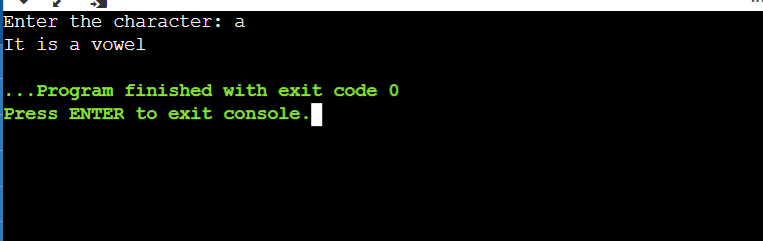 Enter the character: a
It is a vowel
...Program finished with exit code 0
Press ENTER to exit console.